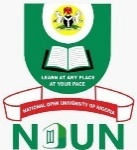 LEARN AT ANY PLACE
AT YOUR PACE
NATIONAL OPEN UNIVERSITY OF NIGERIA
NOUN